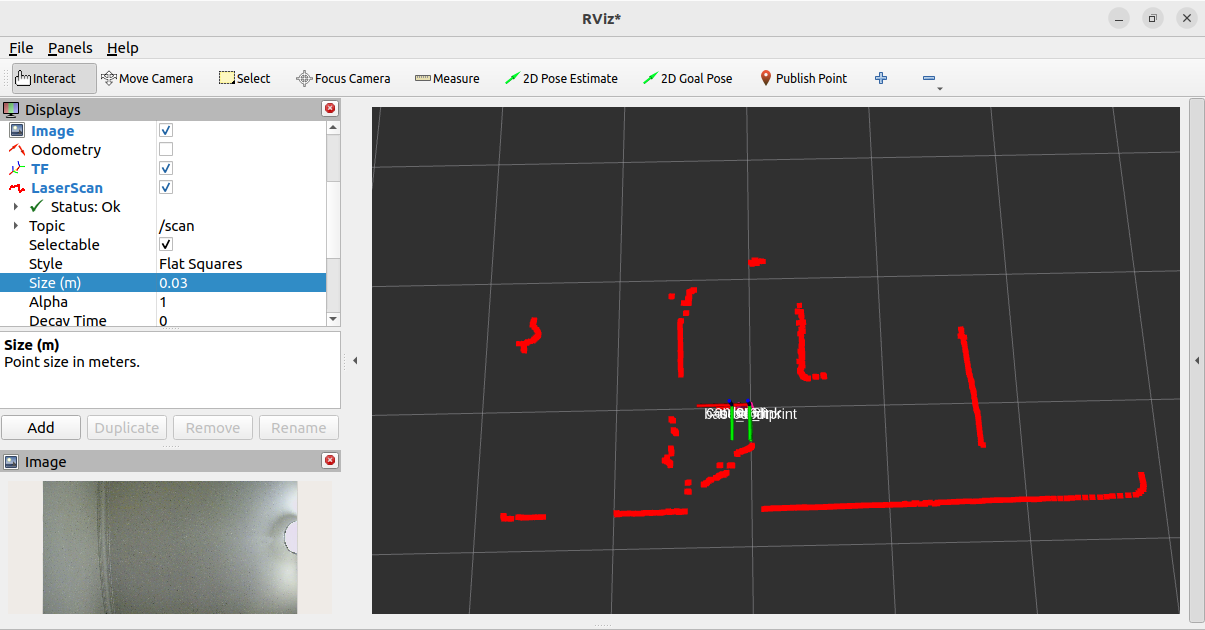 RViz*
File Panels Help
Interact Move Camera Select Focus Camera Measure 2D Pose Estimate 2D Goal Pose Publish Point
Displays
Image
Odometry
TF
LaserScan
Status: Ok
Topic /scan
Selectable
Style Flat Squares
Size (m) 0.03
Alpha 1
Decay Time 0
Size (m)
Point size in meters.
Add Duplicate Remove Rename
Image